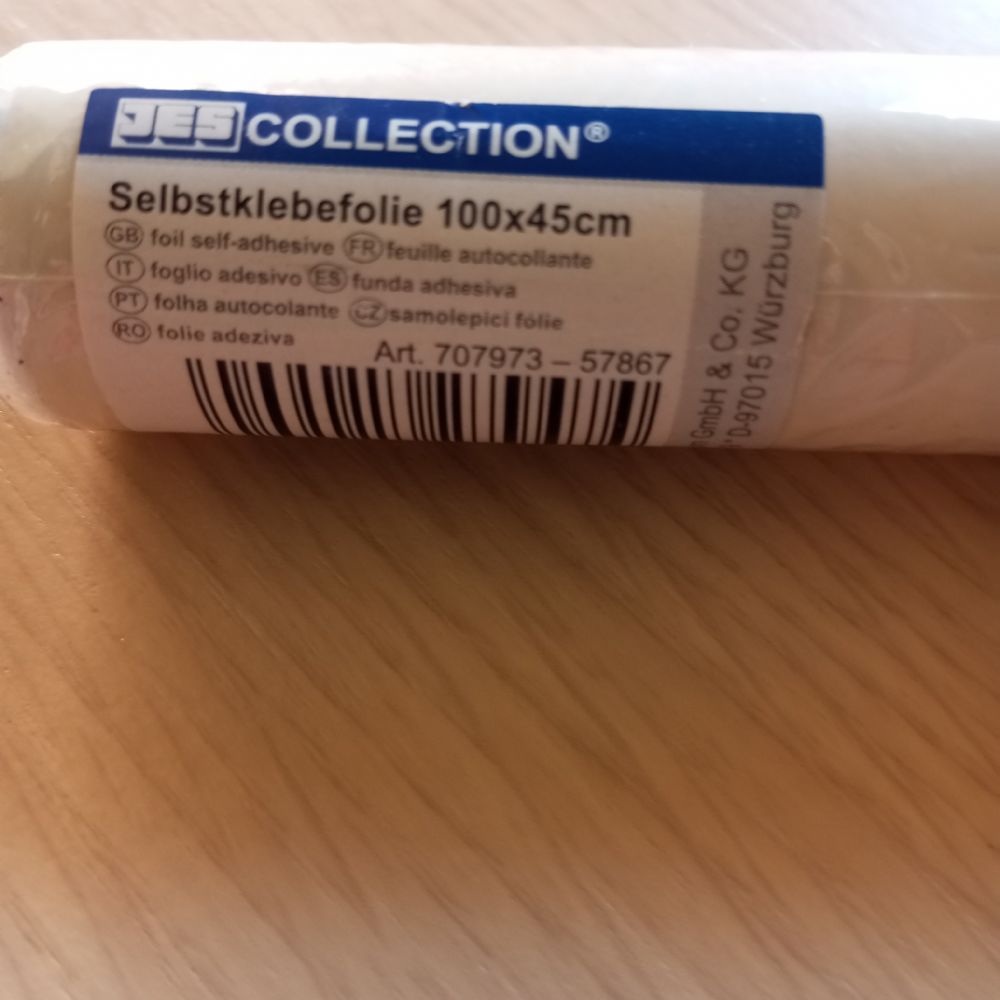 JES COLLECTION®
Selbstklebefolie 100x45cm
GB foil self-adhesive FR feuille autocollante
IT foglio adesivo ES funda adhesiva
PT folha autocolante CZ samolepici fólie
RO folie adeziva
Art. 707973 – 57867
GmbH & Co. KG
D-97015 Würzburg